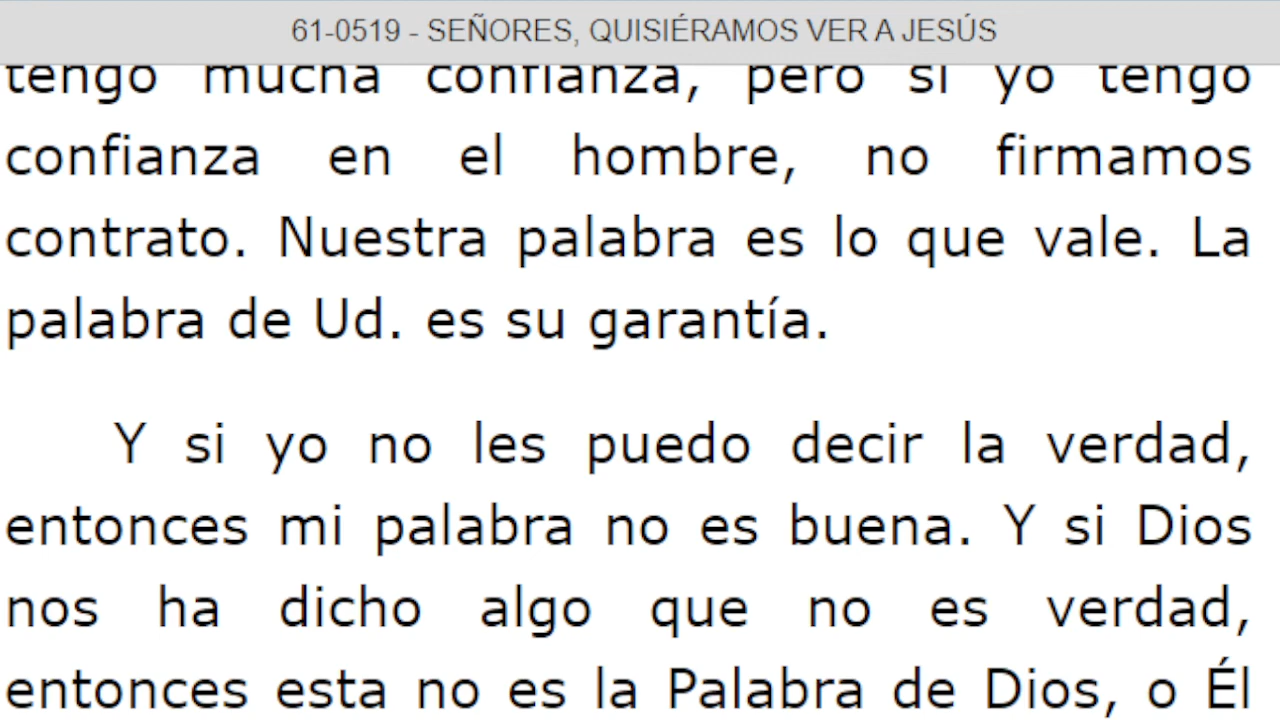 61-0519 - SEÑORES, QUISIÉRAMOS VER A JESÚS
tengo mucha confianza, pero si yo tengo
confianza en el hombre, no firmamos
contrato. Nuestra palabra es lo que vale. La
palabra de Ud. es su garantía.
Y si yo no les puedo decir la verdad,
entonces mi palabra no es buena. Y si Dios
nos ha dicho algo que no es verdad,
entonces esta no es la Palabra de Dios, o Él